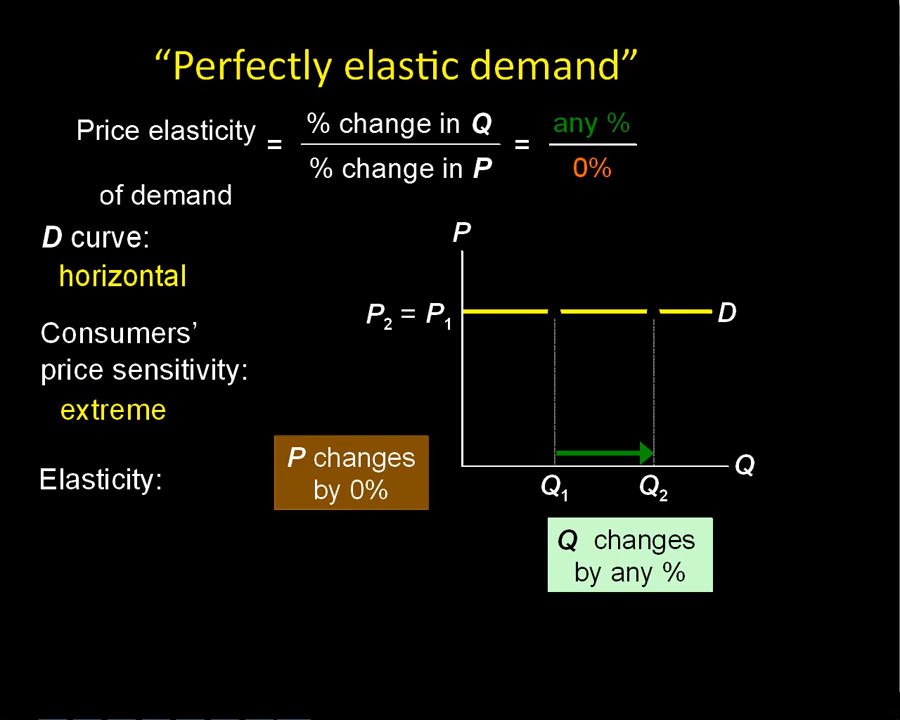 “Perfectly elastic demand”
Price elasticity
of demand
=
% change in Q
% change in P
=
any %
0%
D curve:
horizontal
Consumers’
price sensitivity:
extreme
Elasticity:
P
P2 = P1
D
Q
Q1
Q2
P changes
by 0%
Q changes
by any %